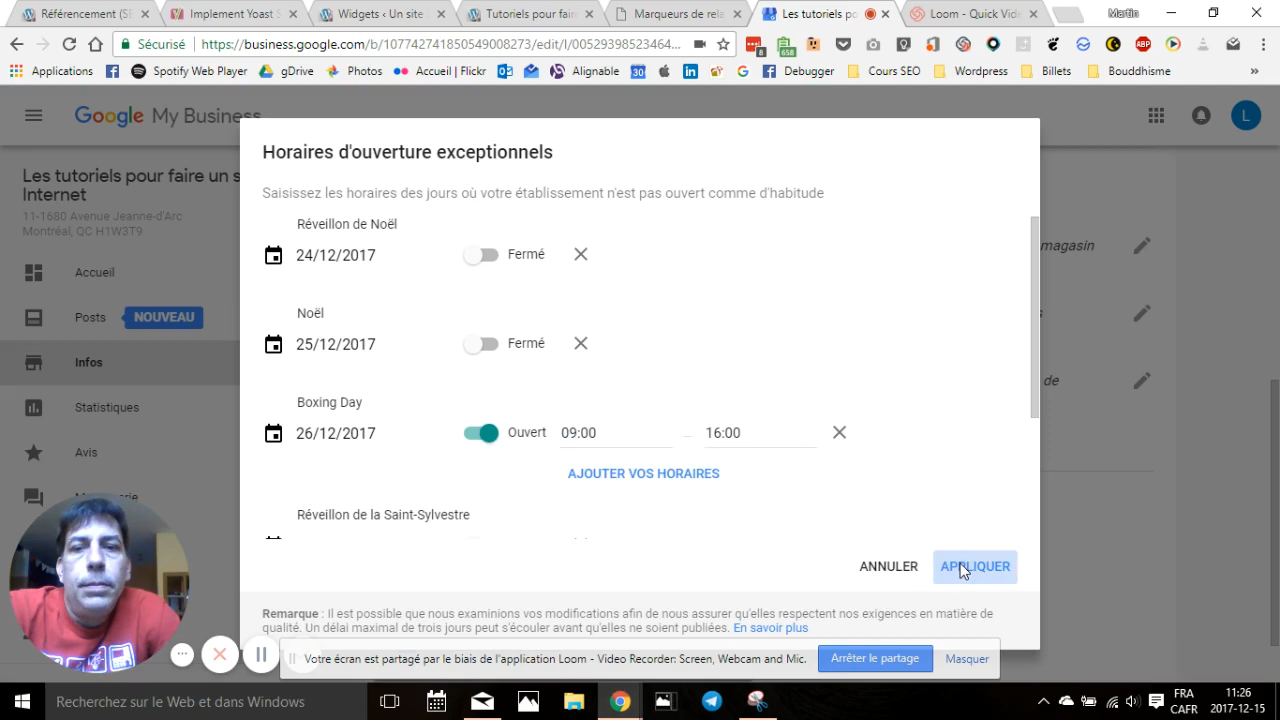 Référencement (SE
Implement Yoast S
Widgets ‹ Un site
Tutoriels pour faire
Marqueurs de rela
Les tutoriels po
Loom - Quick Vid
Martin
Sécurisé
https://business.google.com/b/107742741850549008273/edit/l/00529398523464...
8
658
ABP
Applications
Spotify Web Player
gDrive
Photos
Accueil | Flickr
Alignable
30
Debugger
Cours SEO
Wordpress
Billets
Bouddhisme
»
Google My Business
L
Les tutoriels pour faire un s
Internet
11-1680 Avenue Jeanne-d'Arc
Montréal, QC H1W3T9
Accueil
Posts
NOUVEAU
Infos
Statistiques
Avis
Horaires d'ouverture exceptionnels
Saisissez les horaires des jours où votre établissement n'est pas ouvert comme d'habitude
Réveillon de Noël
24/12/2017
Fermé
Noël
25/12/2017
Fermé
Boxing Day
26/12/2017
Ouvert
09:00
16:00
AJOUTER VOS HORAIRES
Réveillon de la Saint-Sylvestre
magasin
de
ANNULER
APPLIQUER
Remarque : Il est possible que nous examinions vos modifications afin de nous assurer qu'elles respectent nos exigences en matière de
qualité. Un délai maximal de trois jours peut s'écouler avant qu'elles ne soient publiées. En savoir plus
Votre écran est partagé par le biais de l'application Loom - Video Recorder: Screen, Webcam and Mic.
Arrêter le partage
Masquer
Recherchez sur le Web et dans Windows
FRA
CAFR
11:26
2017-12-15